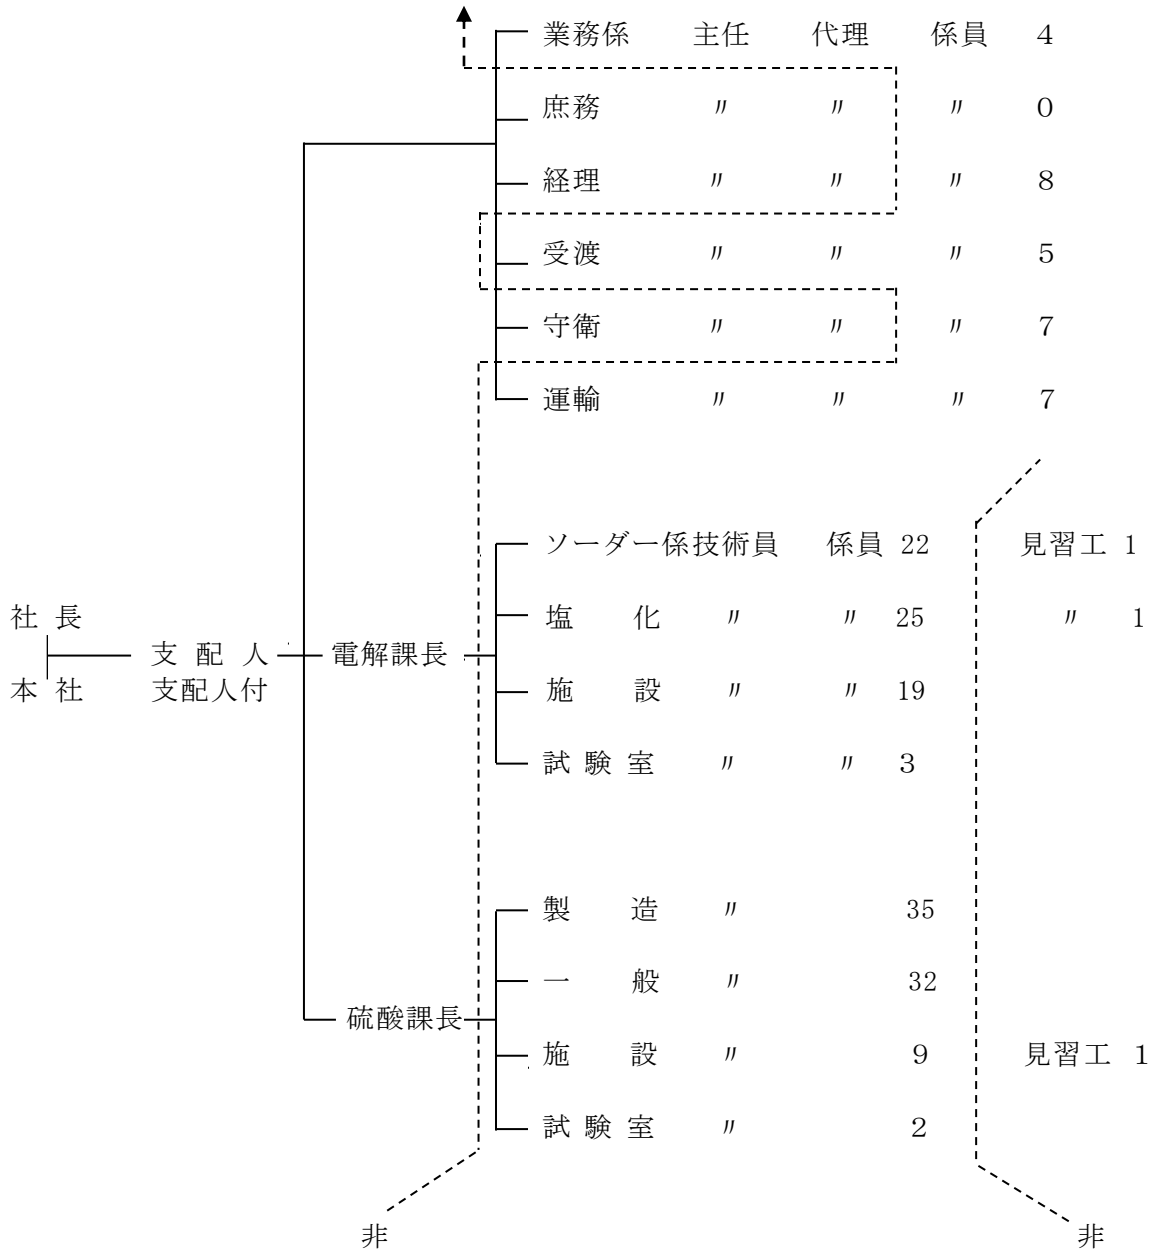 業務係 主任 代理 係員 4
庶務 〃 〃 〃 0
経理 〃 〃 〃 8
受渡 〃 〃 〃 5
守衛 〃 〃 〃 7
運輸 〃 〃 〃 7
ソーダー係技術員 係員 22 見習工 1
社長 塩化 〃 〃 25 〃 1
支配人 電解課長
本社 支配人付 施設 〃 〃 19
試験室 〃 〃 3
製造 〃 35
一般 〃 32
硫酸課長
施設 〃 9 見習工 1
試験室 〃 2
非 非